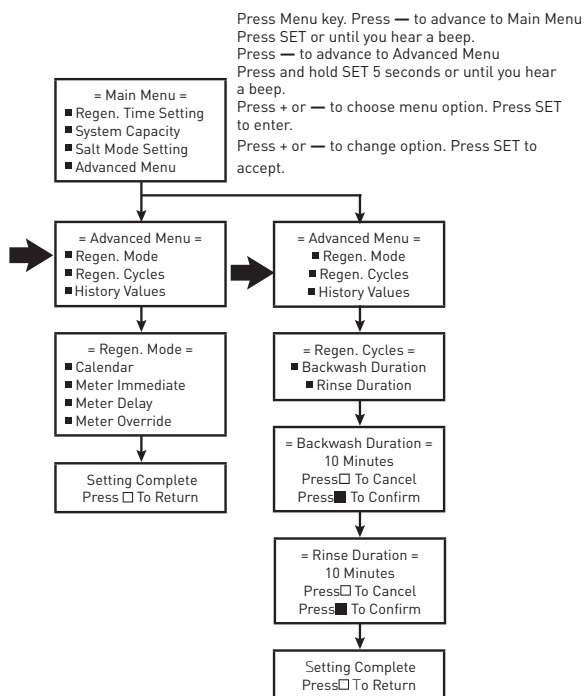 Press Menu key. Press — to advance to Main Menu
Press SET or until you hear a beep.
Press — to advance to Advanced Menu
Press and hold SET 5 seconds or until you hear
a beep.
Press + or — to choose menu option. Press SET
to enter.
Press + or — to change option. Press SET to
accept.
= Main Menu =
■ Regen. Time Setting
■ System Capacity
■ Salt Mode Setting
■ Advanced Menu
= Advanced Menu =
■ Regen. Mode
■ Regen. Cycles
■ History Values
= Regen. Mode =
■ Calendar
■ Meter Immediate
■ Meter Delay
■ Meter Override
Setting Complete
Press □ To Return
= Advanced Menu =
■ Regen. Mode
■ Regen. Cycles
■ History Values
= Regen. Cycles =
■ Backwash Duration
■ Rinse Duration
= Backwash Duration =
10 Minutes
Press□ To Cancel
Press■ To Confirm
= Rinse Duration =
10 Minutes
Press□ To Cancel
Press■ To Confirm
Setting Complete
Press□ To Return